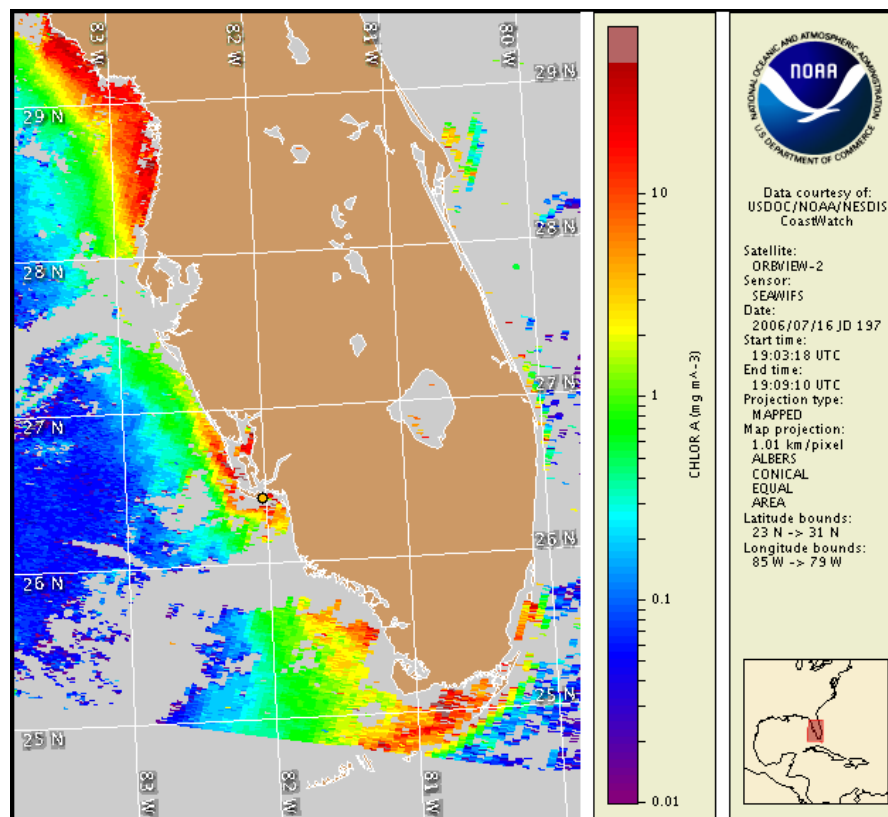 83 W
82 W
81 W
80 W
29 N
29 N
28 N
28 N
27 N
27 N
26 N
26 N
25 N
25 N
83 W
82 W
81 W
10
1
0.1
0.01
CHLOR A (mg m^-3)
NATIONAL OCEANIC AND ATMOSPHERIC ADMINISTRATION
NOAA
U.S. DEPARTMENT OF COMMERCE
Data courtesy of:
USDOC/NOAA/NESDIS
CoastWatch
Satellite:
ORBVIEW-2
Sensor:
SEAWIFS
Date:
2006/07/16 JD 197
Start time:
19:03:18 UTC
End time:
19:09:10 UTC
Projection type:
MAPPED
Map projection:
1.01 km/pixel
ALBERS
CONICAL
EQUAL
AREA
Latitude bounds:
23 N -> 31 N
Longitude bounds:
85 W -> 79 W